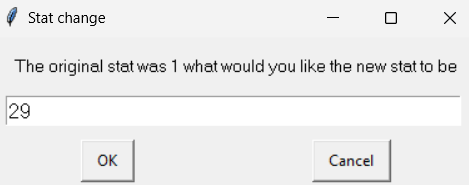 Stat change
The original stat was 1 what would you like the new stat to be
29
OK Cancel